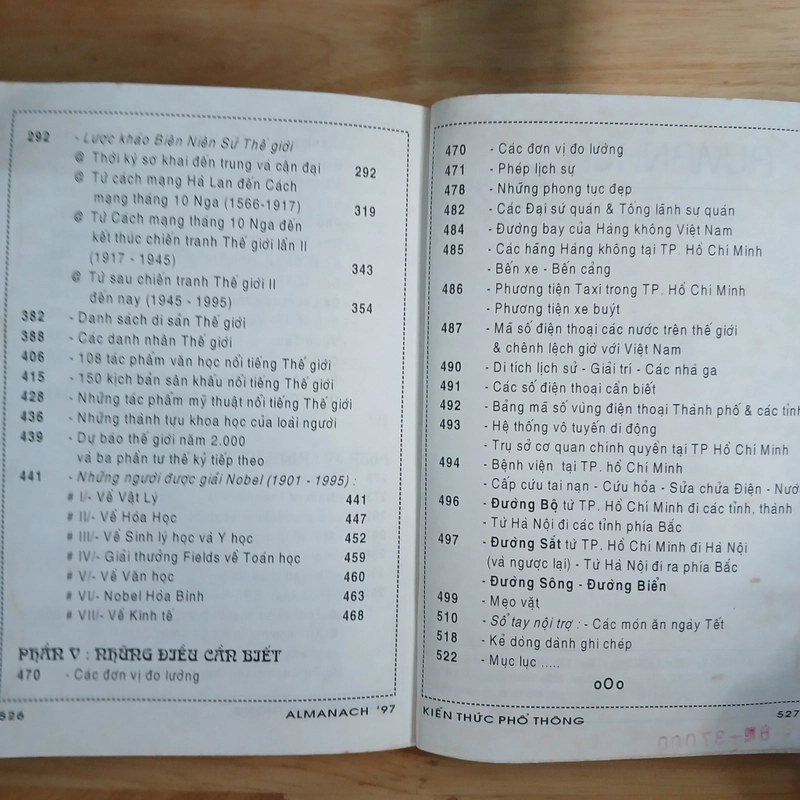 292 - Lược khảo Biên Niên Sử Thế giới
@ Thời kỳ sơ khai đến trung và cận đại 292
@ Từ cách mạng Hà Lan đến Cách
mạng tháng 10 Nga (1566-1917) 319
@ Từ Cách mạng tháng 10 Nga đến
kết thúc chiến tranh Thế giới lần II
(1917 - 1945) 343
@ Từ sau chiến tranh Thế giới II
đến nay (1945 - 1995) 354
382 - Danh sách di sản Thế giới
388 - Các danh nhân Thế giới
406 - 108 tác phẩm văn học nổi tiếng Thế giới
415 - 150 kịch bản sân khấu nổi tiếng Thế giới
428 - Những tác phẩm mỹ thuật nổi tiếng Thế giới
436 - Những thành tựu khoa học của loài người
439 - Dự báo thế giới năm 2.000
và ba phần tư thế kỷ tiếp theo
441 - Những người được giải Nobel (1901 - 1995) :
# I/- Về Vật Lý 441
# II/- Về Hóa Học 447
# III/- Về Sinh lý học và Y học 452
# IV/- Giải thưởng Fields về Toán học 459
# V/- Về Văn học 460
# VI/- Nobel Hòa Bình 463
# VII/- Về Kinh tế 468
PHẦN V : NHỮNG ĐIỀU CẦN BIẾT
470 - Các đơn vị đo lường
526 ALMANACH '97
470 - Các đơn vị đo lường
471 - Phép lịch sự
478 - Những phong tục đẹp
482 - Các Đại sứ quán & Tổng lãnh sự quán
484 - Đường bay của Hàng không Việt Nam
485 - Các hãng Hàng không tại TP. Hồ Chí Minh
- Bến xe - Bến cảng
486 - Phương tiện Taxi trong TP. Hồ Chí Minh
- Phương tiện xe buýt
487 - Mã số điện thoại các nước trên thế giới
& chênh lệch giờ với Việt Nam
490 - Di tích lịch sử - Giải trí - Các nhà ga
491 - Các số điện thoại cần biết
492 - Bảng mã số vùng điện thoại Thành phố & các tỉnh
493 - Hệ thống vô tuyến di động
- Trụ sở cơ quan chính quyền tại TP Hồ Chí Minh
494 - Bệnh viện tại TP. hồ Chí Minh
- Cấp cứu tai nạn - Cứu hỏa - Sửa chửa Điện - Nước
496 - Đường Bộ từ TP. Hồ Chí Minh đi các tỉnh, thành
- Từ Hà Nội đi các tỉnh phía Bắc
497 - Đường Sắt từ TP. Hồ Chí Minh đi Hà Nội
(và ngược lại) - Từ Hà Nội đi ra phía Bắc
- Đường Sông - Đường Biển
499 - Mẹo vặt
510 - Sổ tay nội trợ : - Các món ăn ngày Tết
518 - Kẻ dòng dành ghi chép
522 - Mục lục .....
oOo
KIẾN THỨC PHỔ THÔNG 527